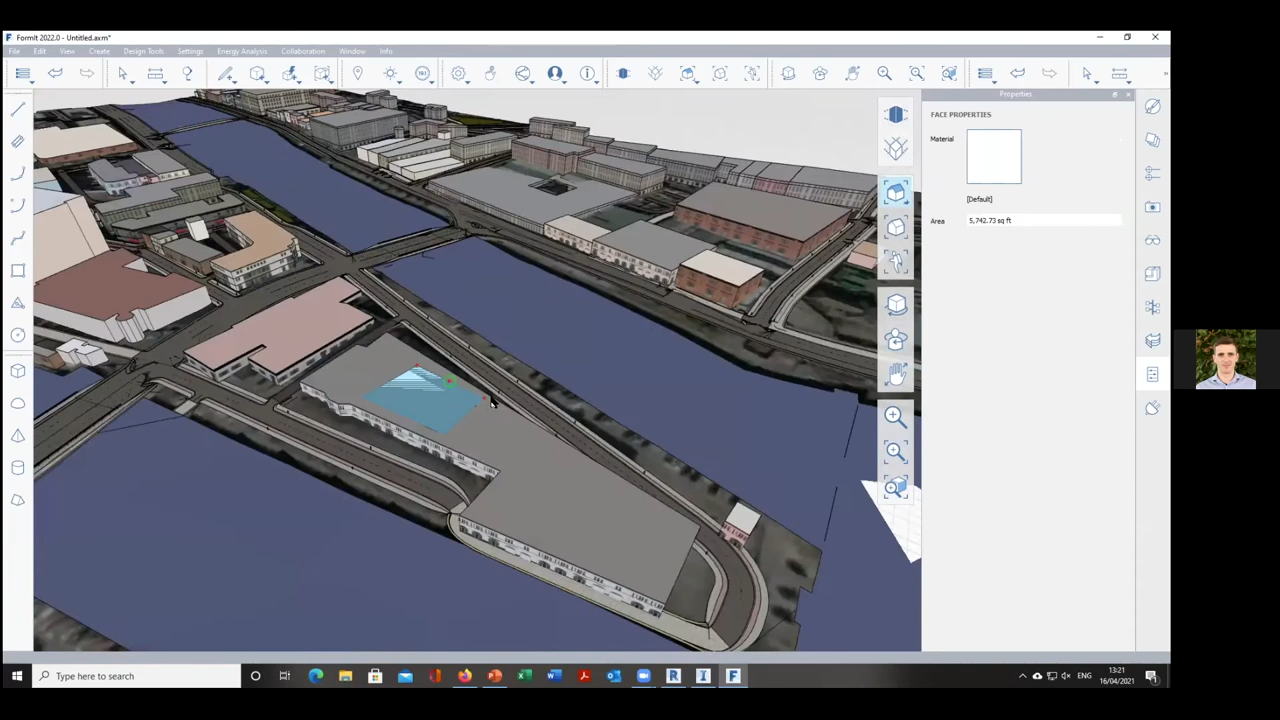 FormIt 2022.0 - Untitled.axm*
File Edit View Create Design Tools Settings Energy Analysis Collaboration Window Info
Properties
FACE PROPERTIES
Material
[Default]
Area 5,742.73 sq ft
Type here to search
ENG
13:21
16/04/2021